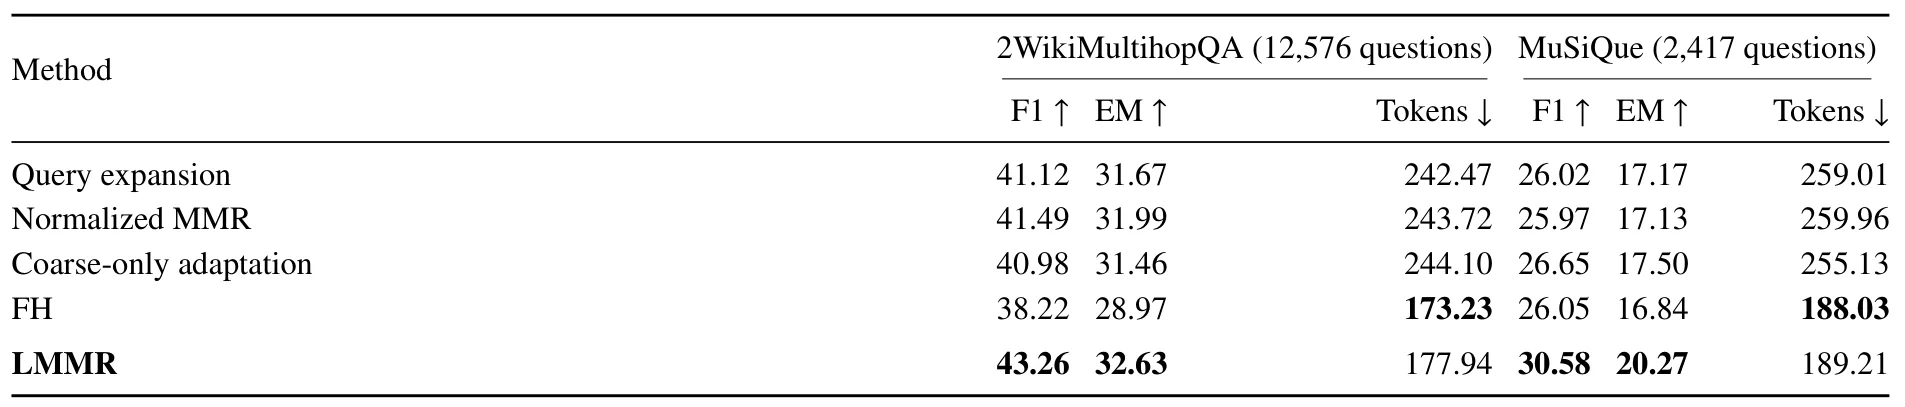 Method 2WikiMultihopQA (12,576 questions) MuSiQue (2,417 questions)
F1 ↑ EM ↑ Tokens ↓ F1 ↑ EM ↑ Tokens ↓
Query expansion 41.12 31.67 242.47 26.02 17.17 259.01
Normalized MMR 41.49 31.99 243.72 25.97 17.13 259.96
Coarse-only adaptation 40.98 31.46 244.10 26.65 17.50 255.13
FH 38.22 28.97 173.23 26.05 16.84 188.03
LMMR 43.26 32.63 177.94 30.58 20.27 189.21